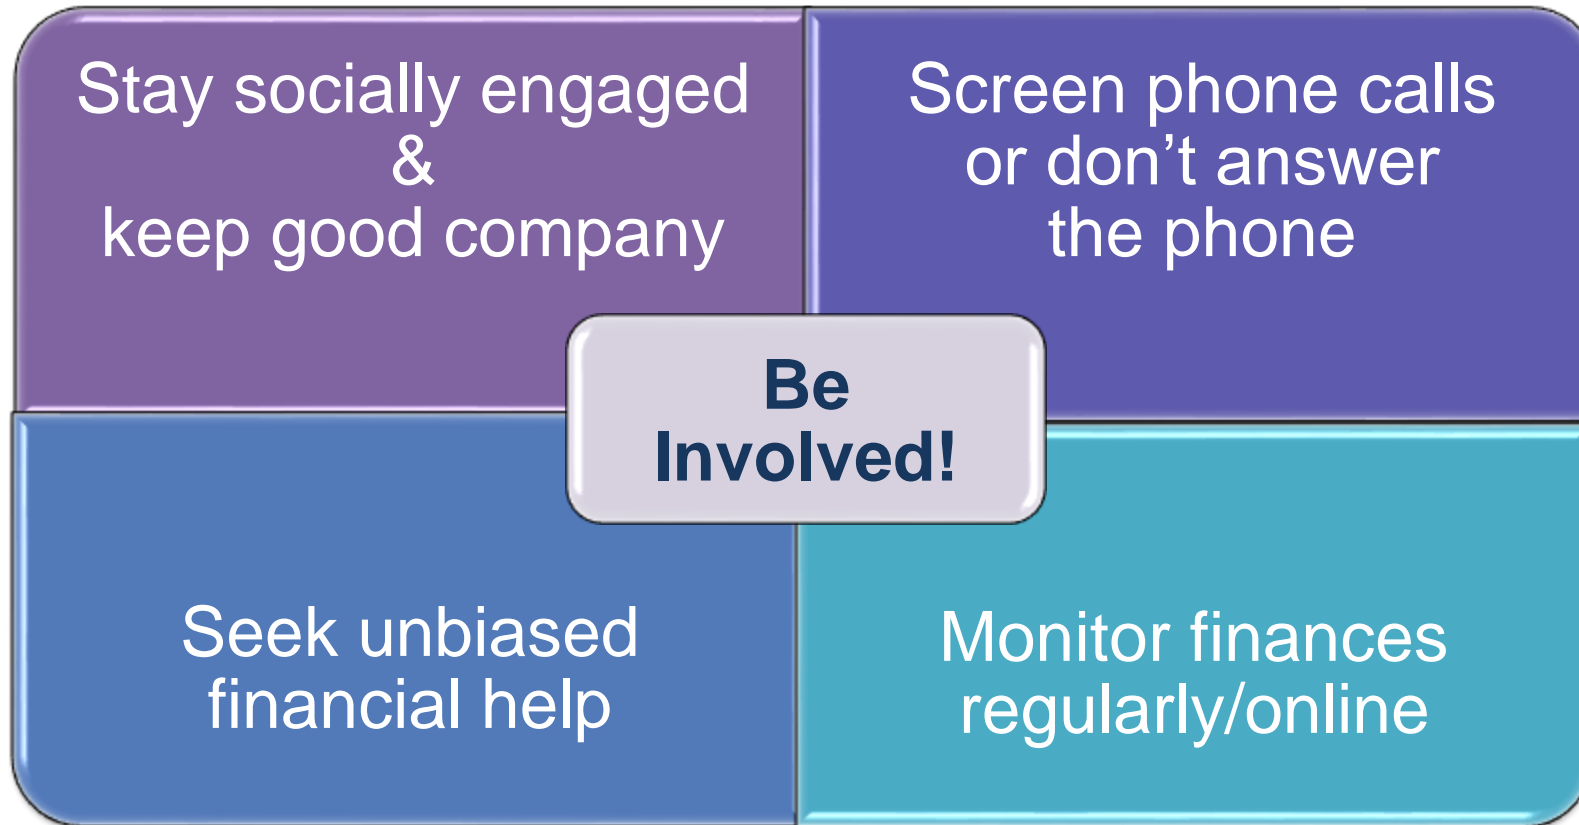 Stay socially engaged
&
keep good company
Screen phone calls
or don’t answer
the phone
Be
Involved!
Seek unbiased
financial help
Monitor finances
regularly/online